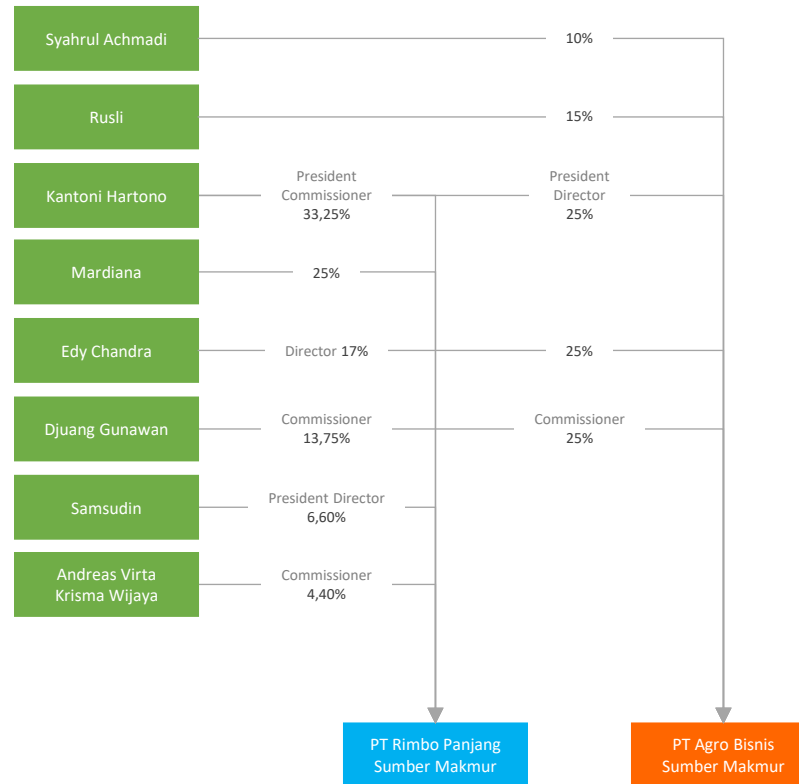 Syahrul Achmadi
10%
Rusli
15%
Kantoni Hartono
President
Commissioner
33,25%
President
Director
25%
Mardiana
25%
Edy Chandra
Director 17%
25%
Djuang Gunawan
Commissioner
13,75%
Commissioner
25%
Samsudin
President Director
6,60%
Andreas Virta
Krisma Wijaya
Commissioner
4,40%
PT Rimbo Panjang
Sumber Makmur
PT Agro Bisnis
Sumber Makmur